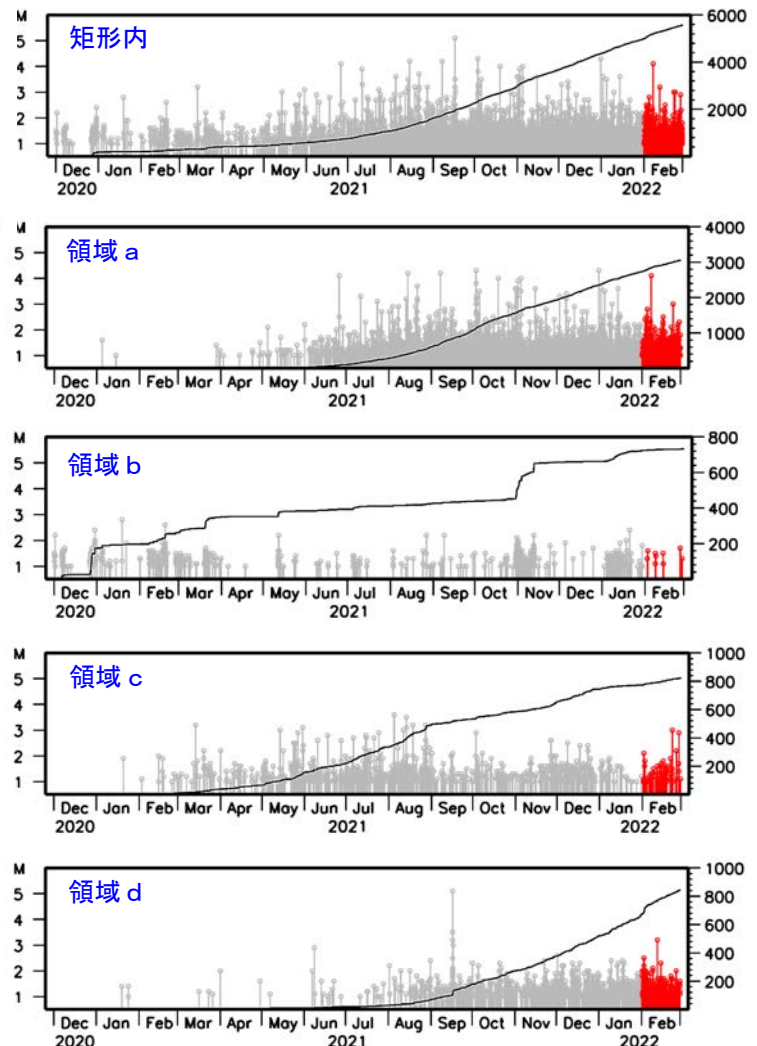 M 矩形内 6000
5
4 4000
3
2 2000
1
Dec Jan Feb Mar Apr May Jun Jul Aug Sep Oct Nov Dec Jan Feb
2020 2021 2022
M 領域 a 4000
5 3000
4
3 2000
2 1000
1
Dec Jan Feb Mar Apr May Jun Jul Aug Sep Oct Nov Dec Jan Feb
2020 2021 2022
M 領域 b 800
5 600
4
3 400
2 200
1
Dec Jan Feb Mar Apr May Jun Jul Aug Sep Oct Nov Dec Jan Feb
2020 2021 2022
M 領域 c 1000
5 800
4 600
3 400
2 200
1
Dec Jan Feb Mar Apr May Jun Jul Aug Sep Oct Nov Dec Jan Feb
2020 2021 2022
M 領域 d 1000
5 800
4 600
3 400
2 200
1
Dec Jan Feb Mar Apr May Jun Jul Aug Sep Oct Nov Dec Jan Feb
2020 2021 2022